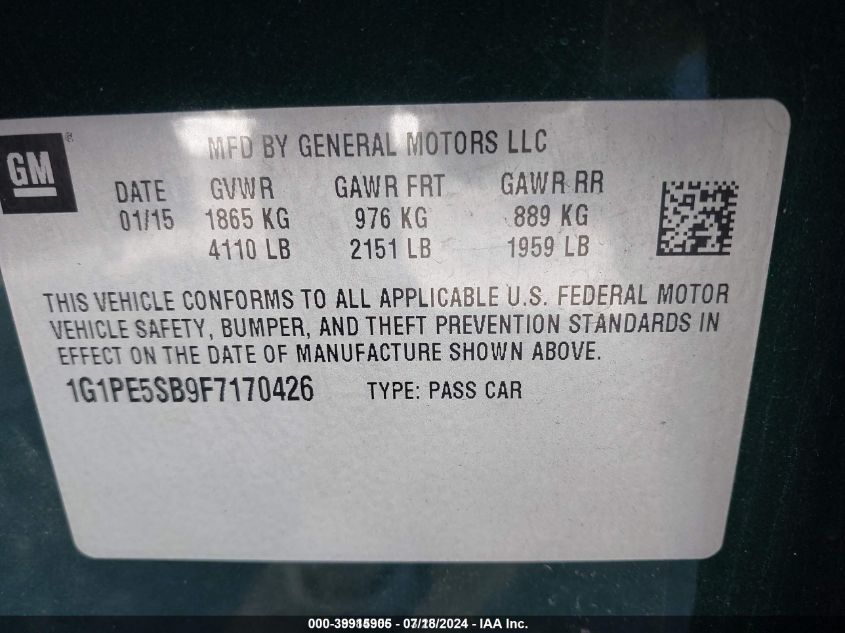 GM
MFD BY GENERAL MOTORS LLC
DATE GVWR GAWR FRT GAWR RR
01/15 1865 KG 976 KG 889 KG
4110 LB 2151 LB 1959 LB
THIS VEHICLE CONFORMS TO ALL APPLICABLE U.S. FEDERAL MOTOR
VEHICLE SAFETY, BUMPER, AND THEFT PREVENTION STANDARDS IN
EFFECT ON THE DATE OF MANUFACTURE SHOWN ABOVE.
1G1PE5SB9F7170426 TYPE: PASS CAR
- IAA Inc.